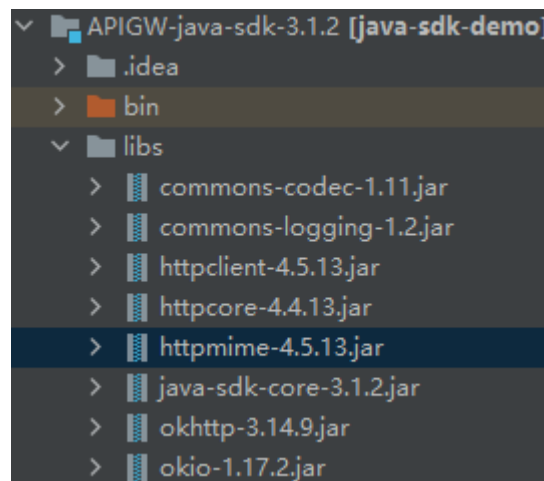 APIGW-java-sdk-3.1.2 [java-sdk-demo]
.idea
bin
libs
commons-codec-1.11.jar
commons-logging-1.2.jar
httpclient-4.5.13.jar
httpcore-4.4.13.jar
httpmime-4.5.13.jar
java-sdk-core-3.1.2.jar
okhttp-3.14.9.jar
okio-1.17.2.jar